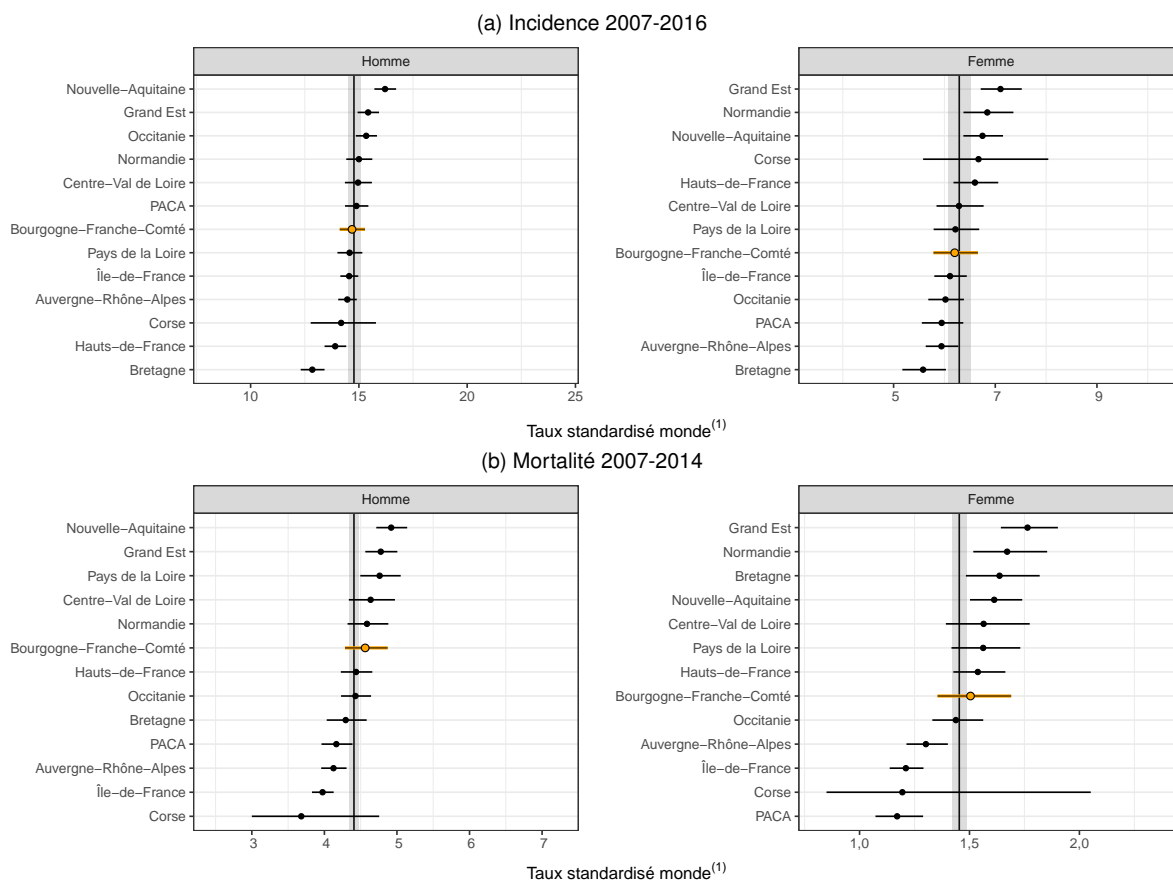 (a) Incidence 2007-2016
Homme
Nouvelle−Aquitaine
Grand Est
Occitanie
Normandie
Centre−Val de Loire
PACA
Bourgogne−Franche−Comté
Pays de la Loire
Île−de−France
Auvergne−Rhône−Alpes
Corse
Hauts−de−France
Bretagne
10 15 20 25
Femme
Grand Est
Normandie
Nouvelle−Aquitaine
Corse
Hauts−de−France
Centre−Val de Loire
Pays de la Loire
Bourgogne−Franche−Comté
Île−de−France
Occitanie
PACA
Auvergne−Rhône−Alpes
Bretagne
5 7 9
Taux standardisé monde(1)
(b) Mortalité 2007-2014
Homme
Nouvelle−Aquitaine
Grand Est
Pays de la Loire
Centre−Val de Loire
Normandie
Bourgogne−Franche−Comté
Hauts−de−France
Occitanie
Bretagne
PACA
Auvergne−Rhône−Alpes
Île−de−France
Corse
3 4 5 6 7
Femme
Grand Est
Normandie
Bretagne
Nouvelle−Aquitaine
Centre−Val de Loire
Pays de la Loire
Hauts−de−France
Bourgogne−Franche−Comté
Occitanie
Auvergne−Rhône−Alpes
Île−de−France
Corse
PACA
1,0 1,5 2,0
Taux standardisé monde(1)